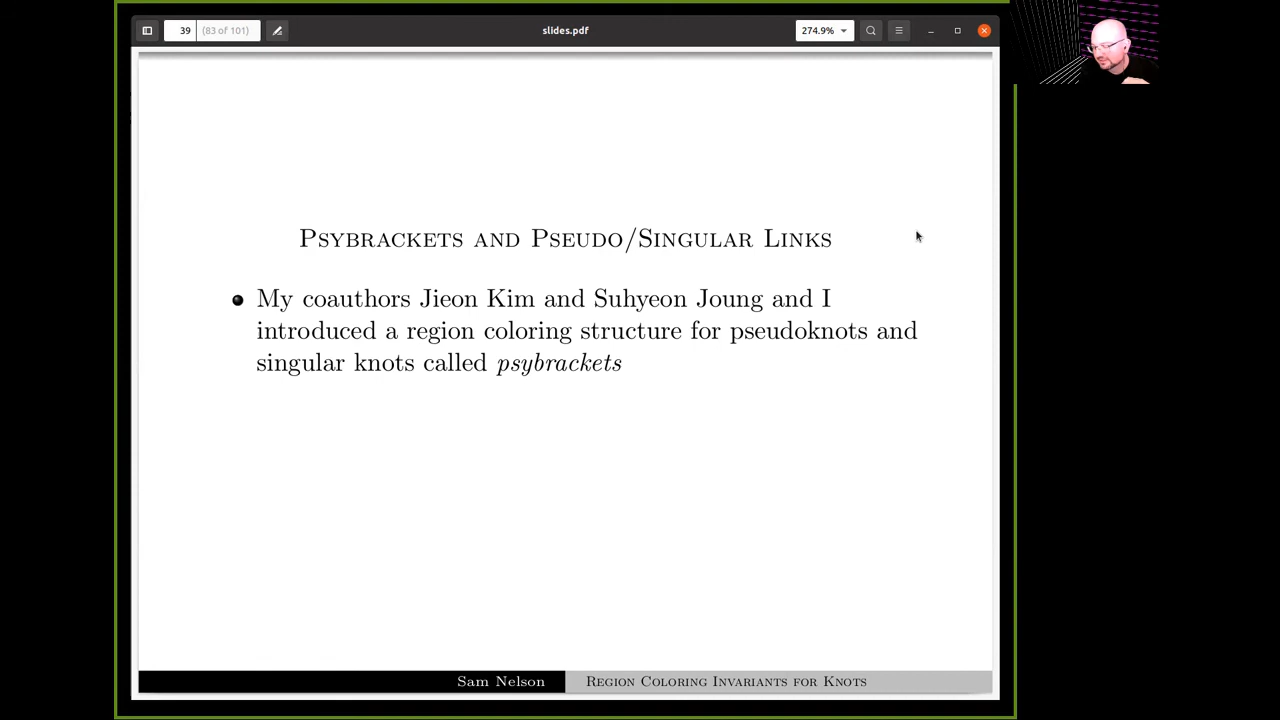 39 (83 of 101) slides.pdf 274.9%
Psybrackets and Pseudo/Singular Links
My coauthors Jieon Kim and Suhyeon Joung and I
introduced a region coloring structure for pseudoknots and
singular knots called psybrackets
Sam Nelson Region Coloring Invariants for Knots